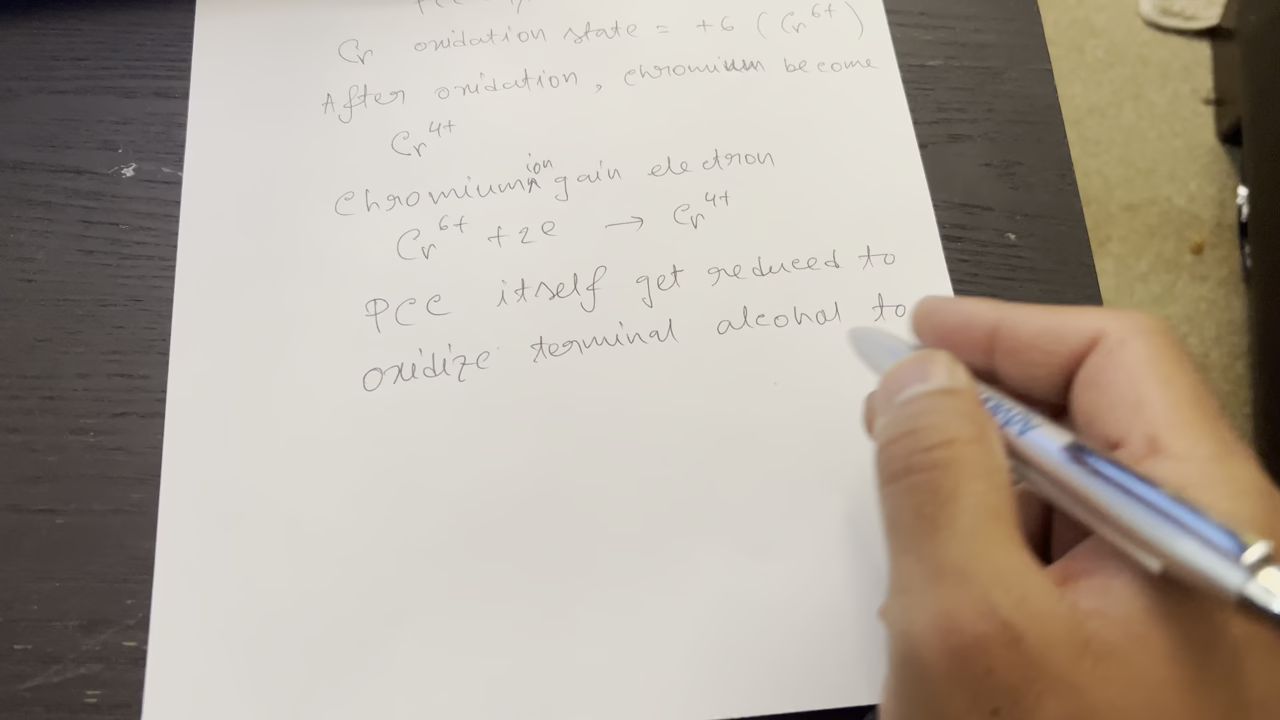 Cr oxidation state = +6 (Cr⁶⁺)
After oxidation, chromium become
Cr⁴⁺
Chromium ion gain electron
Cr⁶⁺ + 2e → Cr⁴⁺
PCC itself get reduced to
oxidize terminal alcohal to